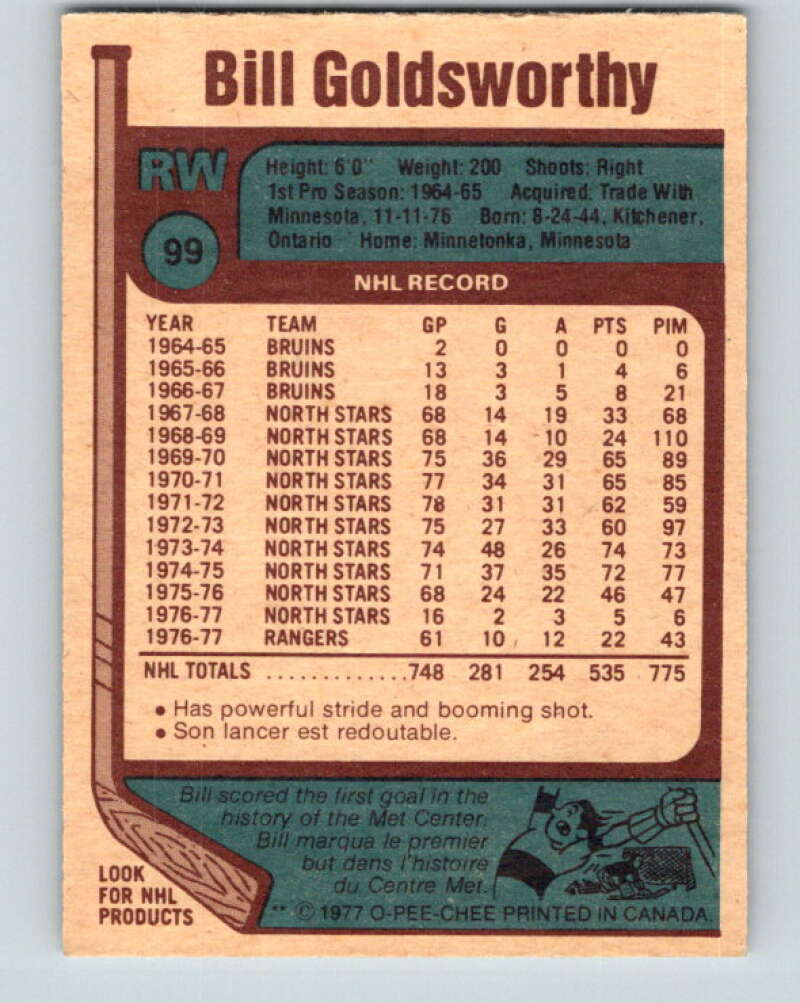 Bill Goldsworthy
RW
99
Height: 6'0" Weight: 200 Shoots: Right
1st Pro Season: 1964-65 Acquired: Trade With
Minnesota, 11-11-76 Born: 8-24-44, Kitchener,
Ontario Home: Minnetonka, Minnesota
NHL RECORD
YEAR TEAM GP G A PTS PIM
1964-65 BRUINS 2 0 0 0 0
1965-66 BRUINS 13 3 1 4 6
1966-67 BRUINS 18 3 5 8 21
1967-68 NORTH STARS 68 14 19 33 68
1968-69 NORTH STARS 68 14 10 24 110
1969-70 NORTH STARS 75 36 29 65 89
1970-71 NORTH STARS 77 34 31 65 85
1971-72 NORTH STARS 78 31 31 62 59
1972-73 NORTH STARS 75 27 33 60 97
1973-74 NORTH STARS 74 48 26 74 73
1974-75 NORTH STARS 71 37 35 72 77
1975-76 NORTH STARS 68 24 22 46 47
1976-77 NORTH STARS 16 2 3 5 6
1976-77 RANGERS 61 10 12 22 43
NHL TOTALS .............748 281 254 535 775
• Has powerful stride and booming shot.
• Son lancer est redoutable.
Bill scored the first goal in the
history of the Met Center.
Bill marqua le premier
but dans l'histoire
du Centre Met.
LOOK
FOR NHL
PRODUCTS
** © 1977 O-PEE-CHEE PRINTED IN CANADA.